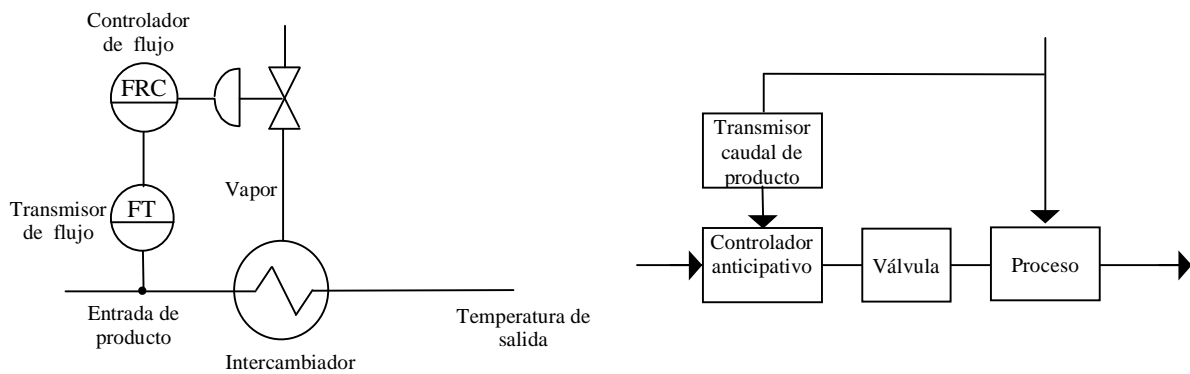 Controlador
de flujo
FRC
Transmisor
de flujo
FT
Vapor
Entrada de
producto
Intercambiador
Temperatura de
salida
Transmisor
caudal de
producto
Controlador
anticipativo
Válvula
Proceso